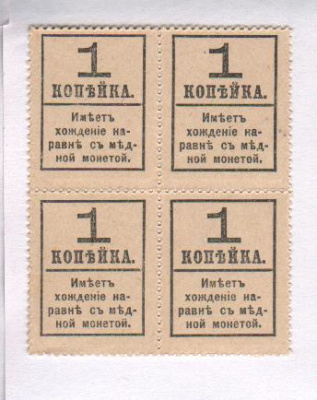 1
КОПѢЙКА.
Имѣетъ
хожденіе на-
равнѣ съ мѣд-
ной монетой.
1
КОПѢЙКА.
Имѣетъ
хожденіе на-
равнѣ съ мѣд-
ной монетой.
1
КОПѢЙКА.
Имѣетъ
хожденіе на-
равнѣ съ мѣд-
ной монетой.
1
КОПѢЙКА.
Имѣетъ
хожденіе на-
равнѣ съ мѣд-
ной монетой.